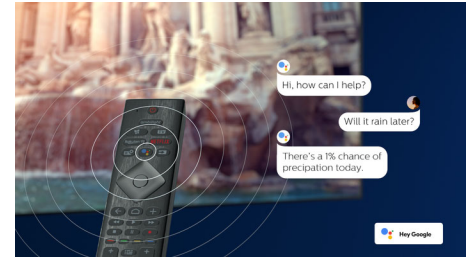 Hi, how can I help?
Will it rain later?
There's a 1% chance of
precipation today.
Hey Google